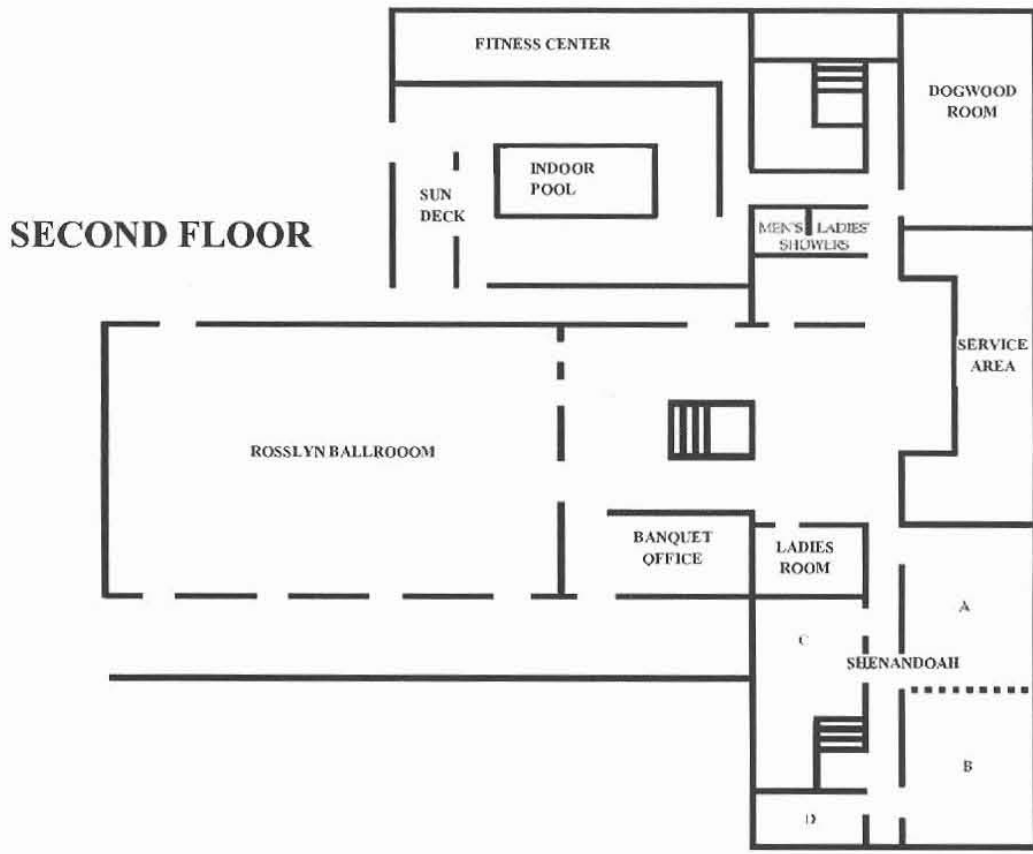 FITNESS CENTER
DOGWOOD
ROOM
INDOOR
POOL
SUN
DECK
SECOND FLOOR
MEN'S LADIES'
SHOWERS
SERVICE
AREA
ROSSLYN BALLROOOM
BANQUET
OFFICE
LADIES
ROOM
A
C
SHENANDOAH
B
D